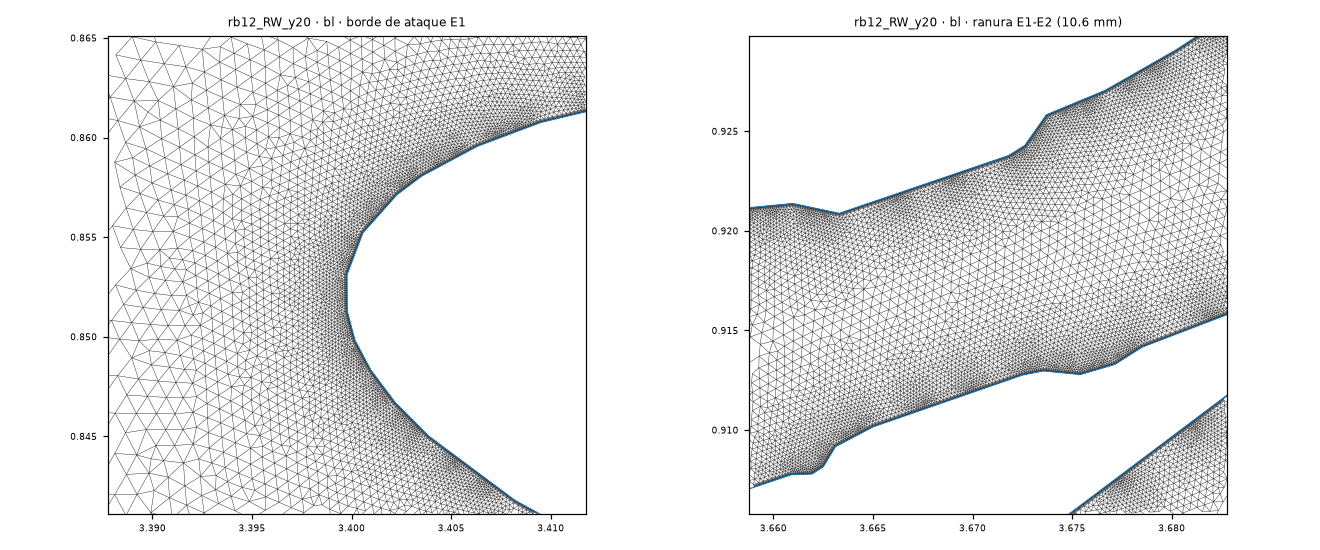 rb12_RW_y20 · bl · borde de ataque E1
0.865
0.860
0.855
0.850
0.845
3.390 3.395 3.400 3.405 3.410
rb12_RW_y20 · bl · ranura E1-E2 (10.6 mm)
0.925
0.920
0.915
0.910
3.660 3.665 3.670 3.675 3.680